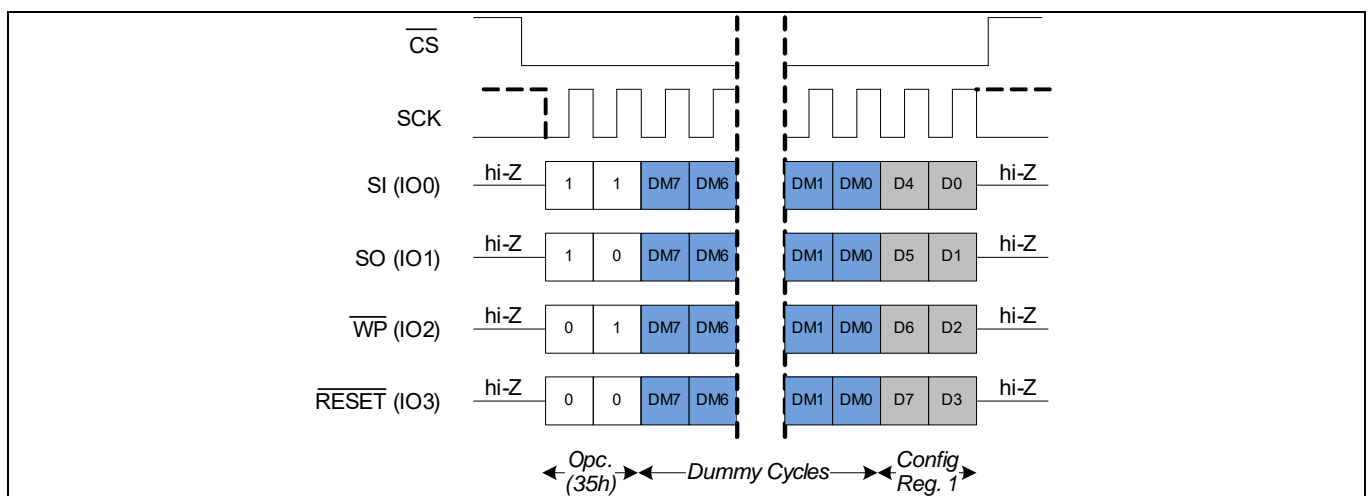 CS
SCK
SI (IO0) hi-Z 1 1 DM7 DM6 DM1 DM0 D4 D0 hi-Z
SO (IO1) hi-Z 1 0 DM7 DM6 DM1 DM0 D5 D1 hi-Z
WP (IO2) hi-Z 0 1 DM7 DM6 DM1 DM0 D6 D2 hi-Z
RESET (IO3) hi-Z 0 0 DM7 DM6 DM1 DM0 D7 D3 hi-Z
Opc. (35h) Dummy Cycles Config Reg. 1